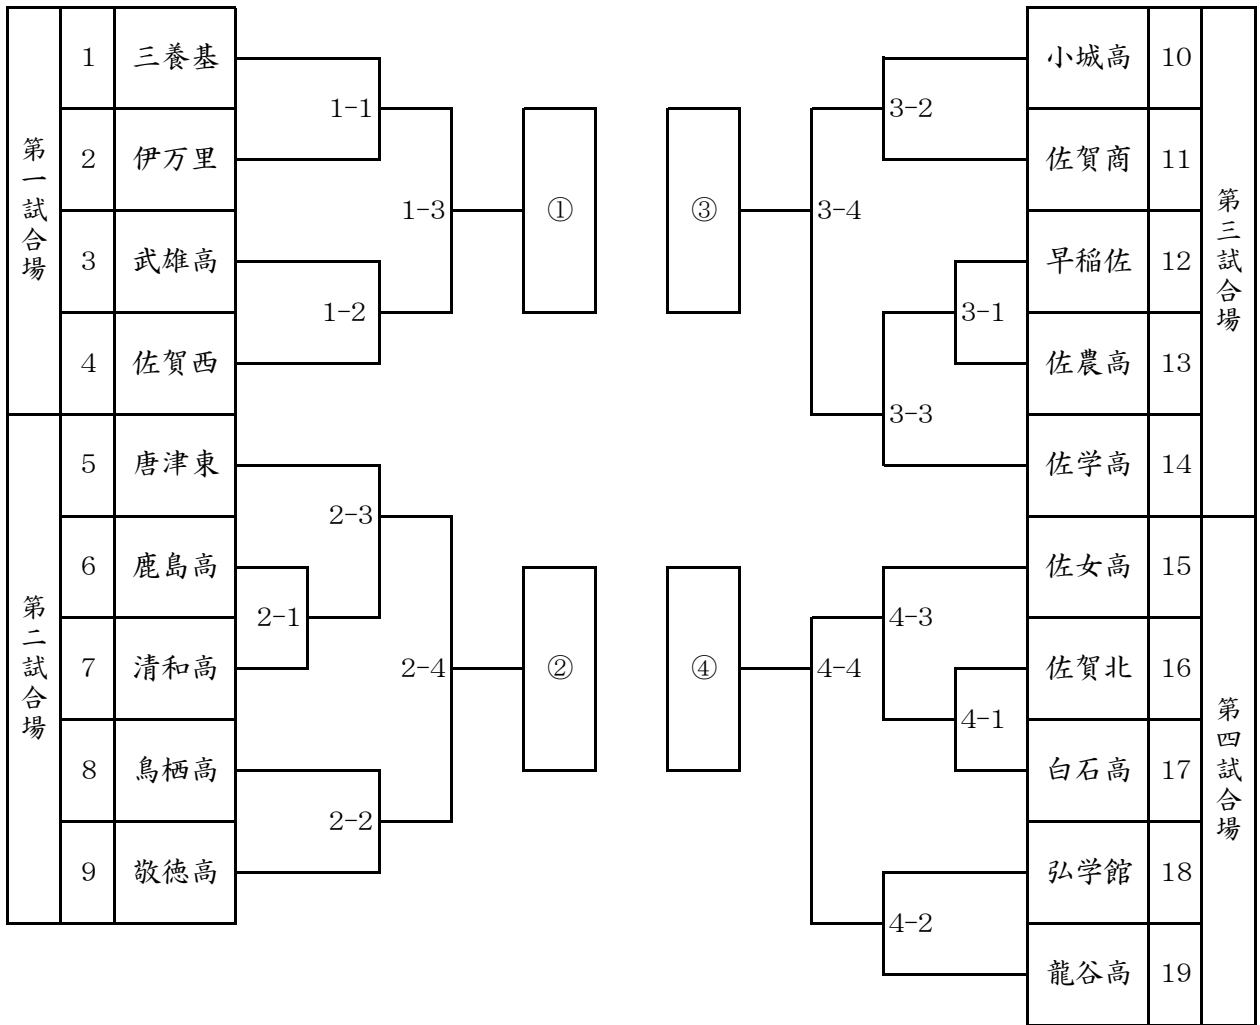 第一試合場
1 三養基
2 伊万里
3 武雄高
4 佐賀西
1-1
1-2
1-3
①
第二試合場
5 唐津東
6 鹿島高
7 清和高
8 鳥栖高
9 敬徳高
2-3
2-1
2-4
2-2
②
③
3-4
3-2
3-1
3-3
小城高 10
佐賀商 11
早稲佐 12
佐農高 13
佐学高 14
第三試合場
④
4-4
4-3
4-1
4-2
佐女高 15
佐賀北 16
白石高 17
弘学館 18
龍谷高 19
第四試合場